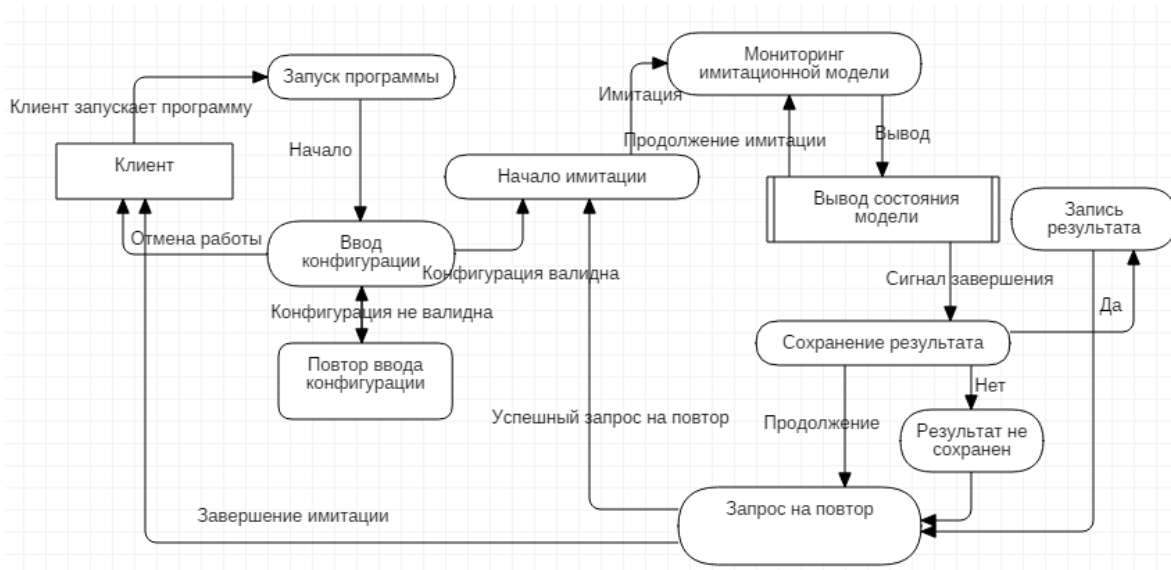 Мониторинг
имитационной модели
Запуск программы
Имитация
Клиент запускает программу
Продолжение имитации
Вывод
Начало
Клиент
Начало имитации
Вывод состояния
модели
Запись
результата
Отмена работы
Ввод
конфигурации
Конфигурация валидна
Сигнал завершения
Конфигурация не валидна
Да
Сохранение результата
Повтор ввода
конфигурации
Нет
Успешный запрос на повтор
Продолжение
Результат не
сохранен
Завершение имитации
Запрос на повтор